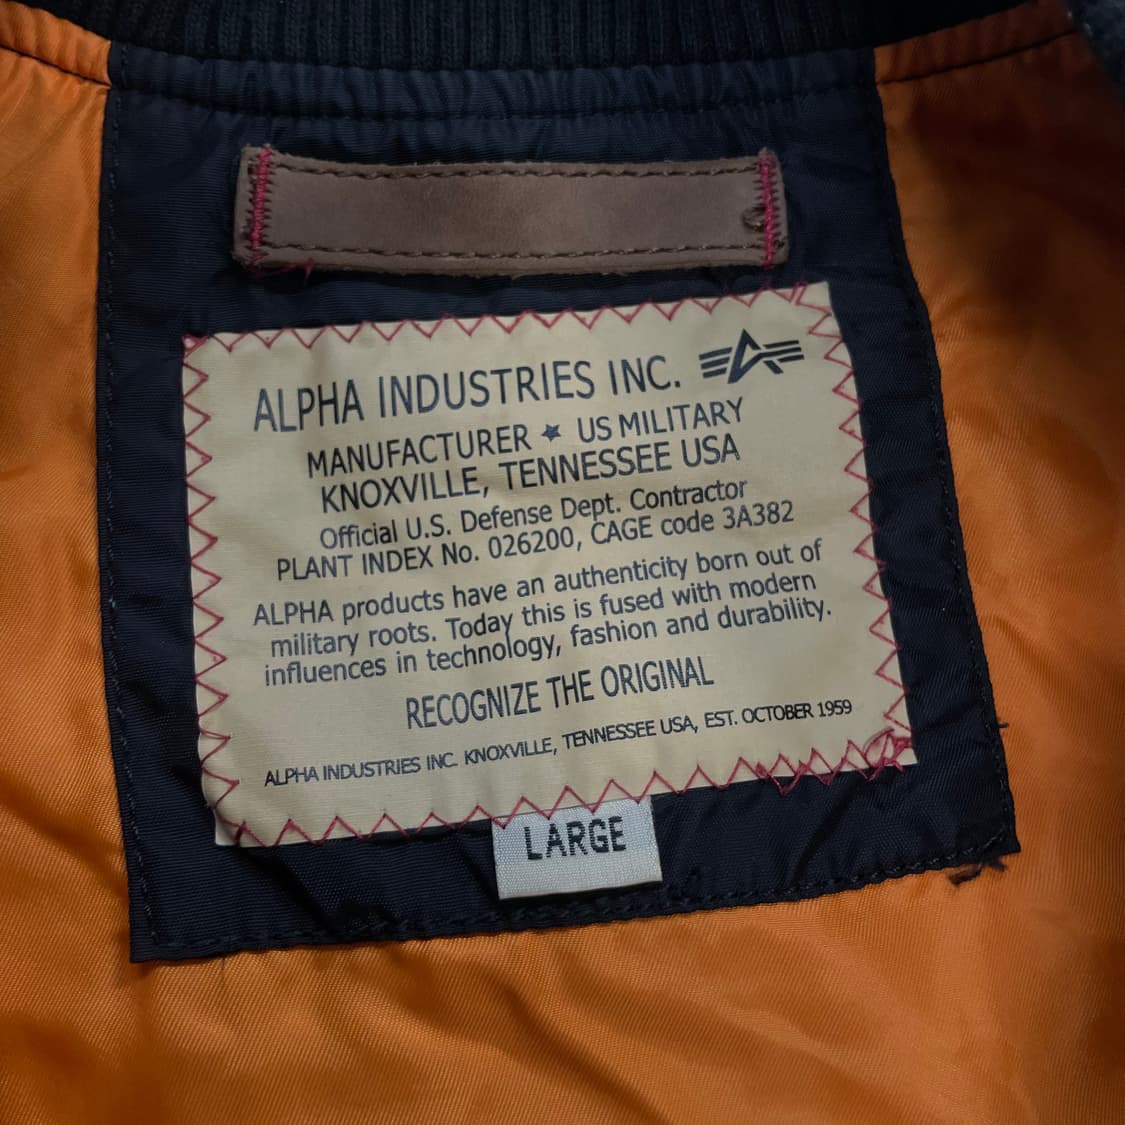 ALPHA INDUSTRIES INC.
MANUFACTURER ★ US MILITARY
KNOXVILLE, TENNESSEE USA
Official U.S. Defense Dept. Contractor
PLANT INDEX No. 026200, CAGE code 3A382
ALPHA products have an authenticity born out of
military roots. Today this is fused with modern
influences in technology, fashion and durability.
RECOGNIZE THE ORIGINAL
ALPHA INDUSTRIES INC. KNOXVILLE, TENNESSEE USA, EST. OCTOBER 1959
LARGE